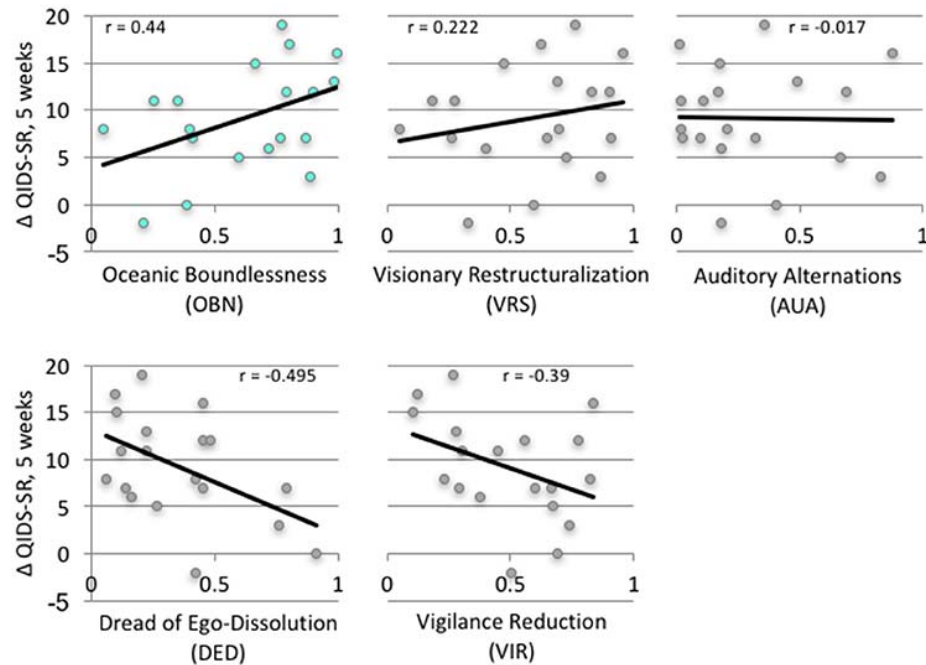 Δ QIDS-SR, 5 weeks
20
15
10
5
0
-5
r = 0.44
0
0.5
1
Oceanic Boundlessness
(OBN)
r = 0.222
0
0.5
1
Visionary Restructuralization
(VRS)
r = -0.017
0
0.5
1
Auditory Alternations
(AUA)
Δ QIDS-SR, 5 weeks
20
15
10
5
0
-5
r = -0.495
0
0.5
1
Dread of Ego-Dissolution
(DED)
r = -0.39
0
0.5
1
Vigilance Reduction
(VIR)